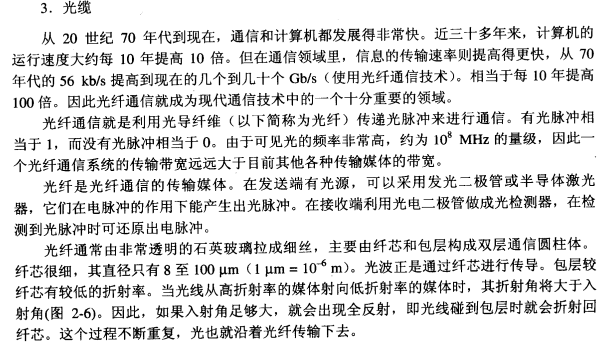 3．光缆
从 20 世纪 70 年代到现在，通信和计算机都发展得非常快。近三十多年来，计算机的
运行速度大约每 10 年提高 10 倍。但在通信领域里，信息的传输速率则提高得更快，从 70
年代的 56 kb/s 提高到现在的几个到几十个 Gb/s（使用光纤通信技术）。相当于每 10 年提高
100 倍。因此光纤通信就成为现代通信技术中的一个十分重要的领域。
光纤通信就是利用光导纤维（以下简称为光纤）传递光脉冲来进行通信。有光脉冲相
当于 1，而没有光脉冲相当于 0。由于可见光的频率非常高，约为 10⁸ MHz 的量级，因此一
个光纤通信系统的传输带宽远远大于目前其他各种传输媒体的带宽。
光纤是光纤通信的传输媒体。在发送端有光源，可以采用发光二极管或半导体激光
器，它们在电脉冲的作用下能产生出光脉冲。在接收端利用光电二极管做成光检测器，在检
测到光脉冲时可还原出电脉冲。
光纤通常由非常透明的石英玻璃拉成细丝，主要由纤芯和包层构成双层通信圆柱体。
纤芯很细，其直径只有 8 至 100 μm（1 μm = 10⁻⁶ m）。光波正是通过纤芯进行传导。包层较
纤芯有较低的折射率。当光线从高折射率的媒体射向低折射率的媒体时，其折射角将大于入
射角(图 2-6)。因此，如果入射角足够大，就会出现全反射，即光线碰到包层时就会折射回
纤芯。这个过程不断重复，光也就沿着光纤传输下去。